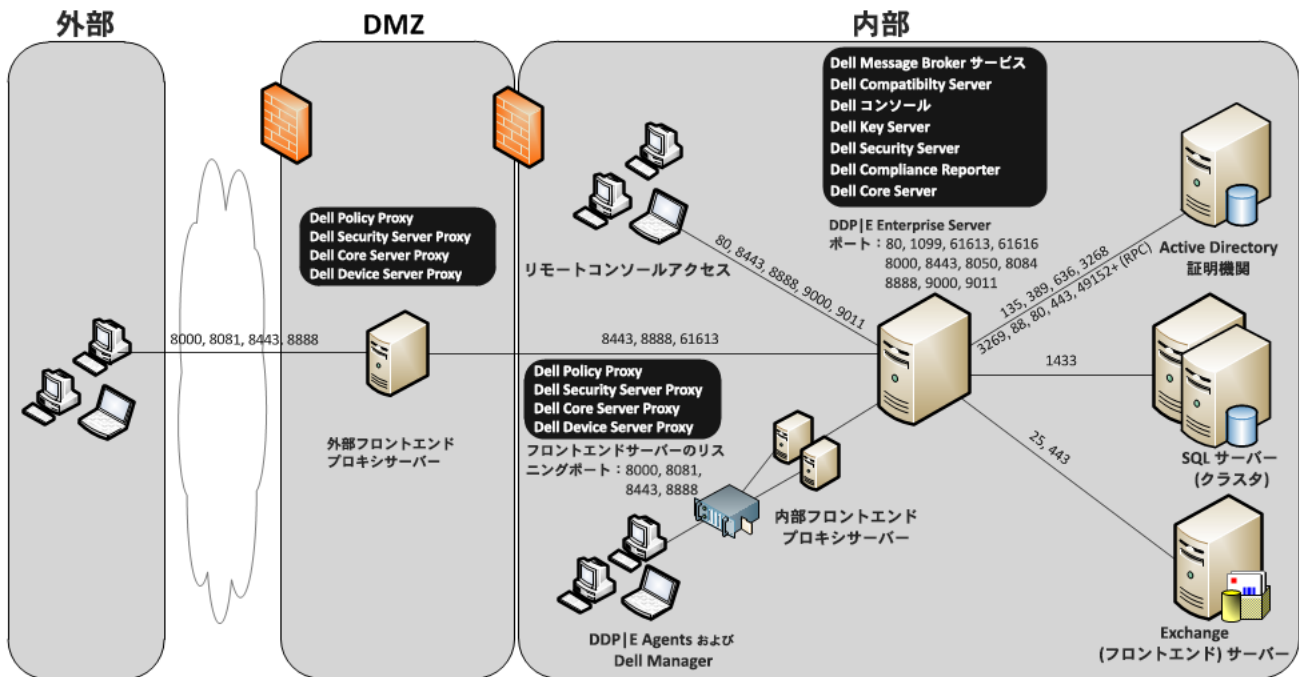 外部
DMZ
内部
Dell Message Broker サービス
Dell Compatibilty Server
Dell コンソール
Dell Key Server
Dell Security Server
Dell Compliance Reporter
Dell Core Server
DDP|E Enterprise Server
ポート：80, 1099, 61613, 61616
8000, 8443, 8050, 8084
8888, 9000, 9011
Active Directory
証明機関
Dell Policy Proxy
Dell Security Server Proxy
Dell Core Server Proxy
Dell Device Server Proxy
リモートコンソールアクセス
80, 8443, 8888, 9000, 9011
135, 389, 636, 3268
3269, 88, 80, 443, 49152+ (RPC)
8000, 8081, 8443, 8888
8443, 8888, 61613
1433
Dell Policy Proxy
Dell Security Server Proxy
Dell Core Server Proxy
Dell Device Server Proxy
外部フロントエンド
プロキシサーバー
フロントエンドサーバーのリス
ニングポート：8000, 8081,
8443, 8888
25, 443
SQL サーバー
(クラスタ)
内部フロントエンド
プロキシサーバー
DDP|E Agents および
Dell Manager
Exchange
(フロントエンド) サーバー